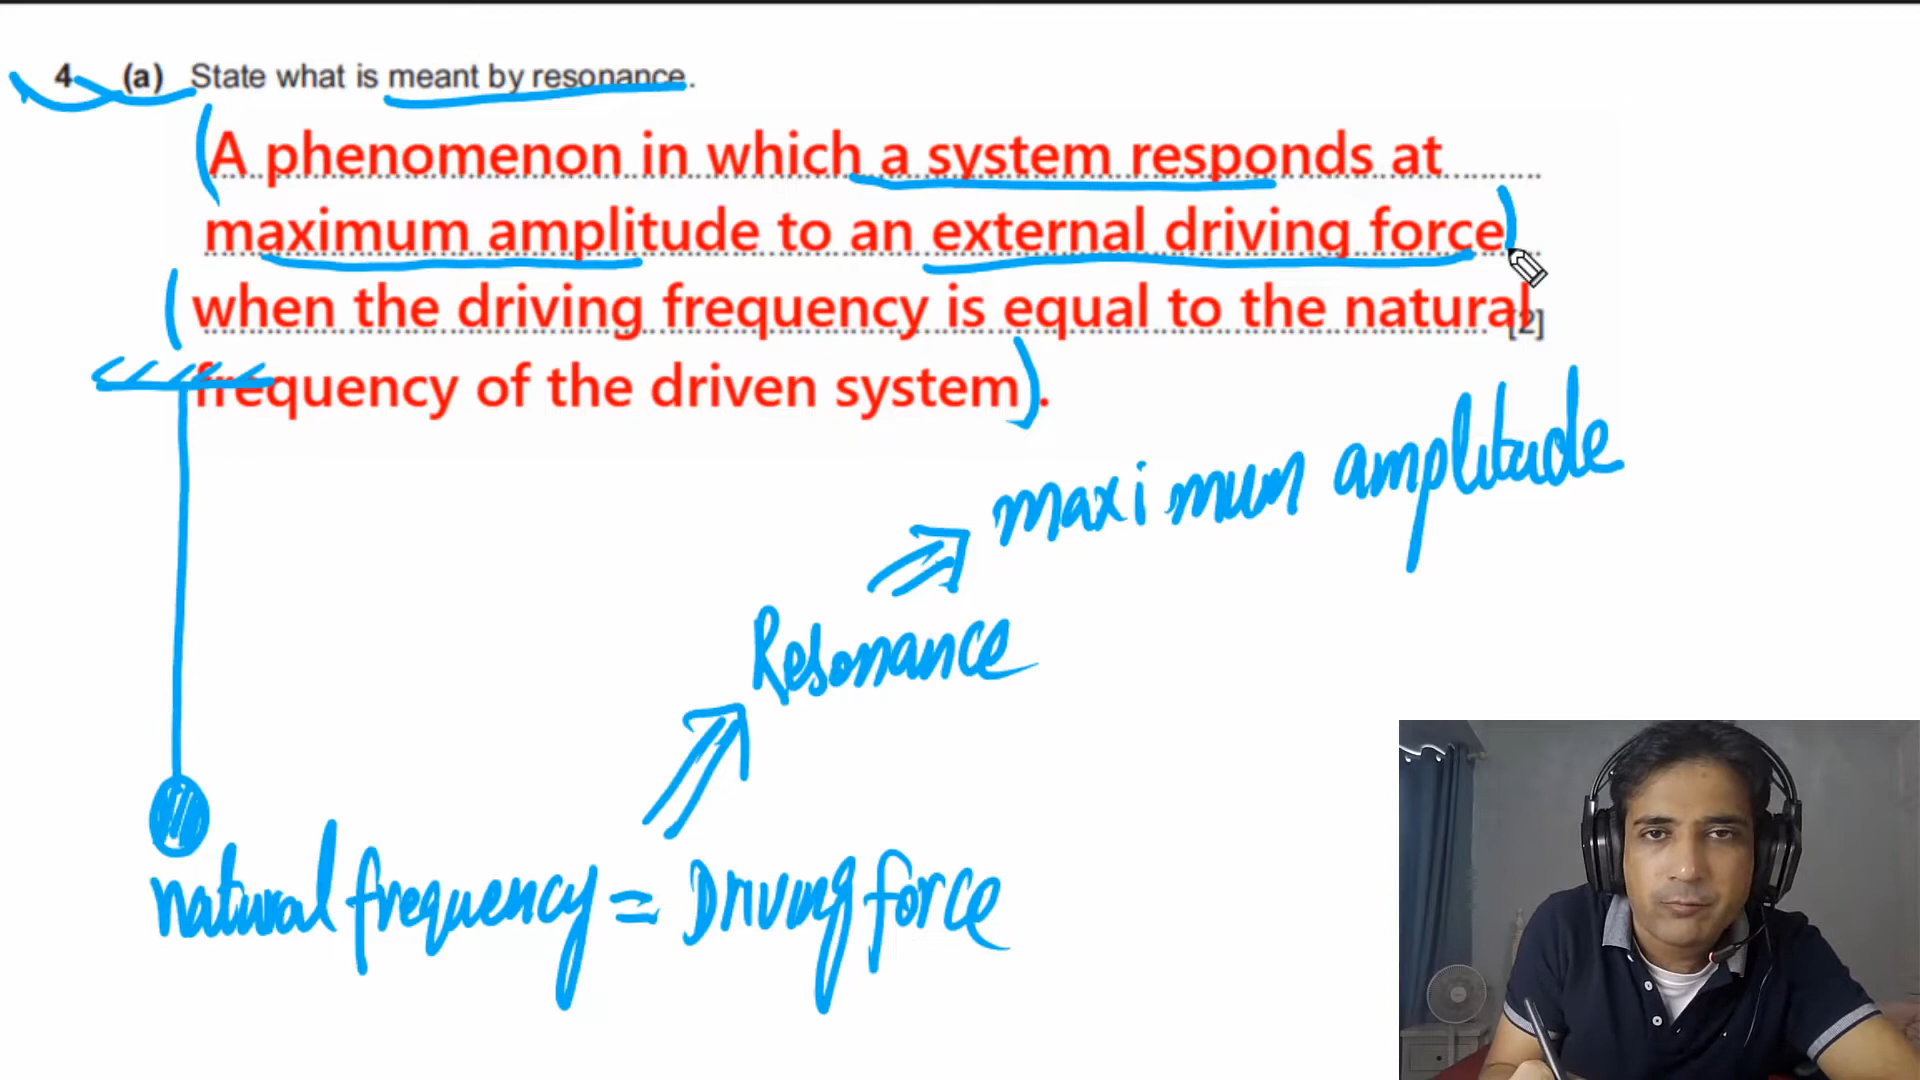 4 (a) State what is meant by resonance.
A phenomenon in which a system responds at
maximum amplitude to an external driving force
when the driving frequency is equal to the natural
[2]
frequency of the driven system.
maximum amplitude
Resonance
natural frequency = Driving force